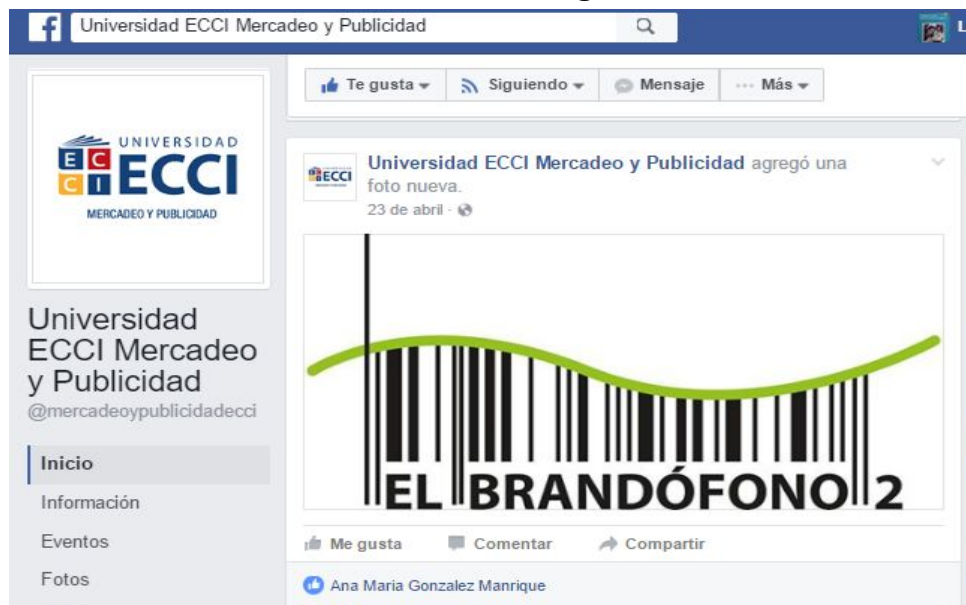 f
Universidad ECCI Mercadeo y Publicidad
L
UNIVERSIDAD
E C
C I ECCI
MERCADEO Y PUBLICIDAD
Universidad
ECCI Mercadeo
y Publicidad
@mercadeoypublicidadecci
Inicio
Información
Eventos
Fotos
Te gusta
Siguiendo
Mensaje
Más
ECCI
Universidad ECCI Mercadeo y Publicidad agregó una
foto nueva.
23 de abril
EL BRANDÓFONO 2
Me gusta
Comentar
Compartir
Ana Maria Gonzalez Manrique